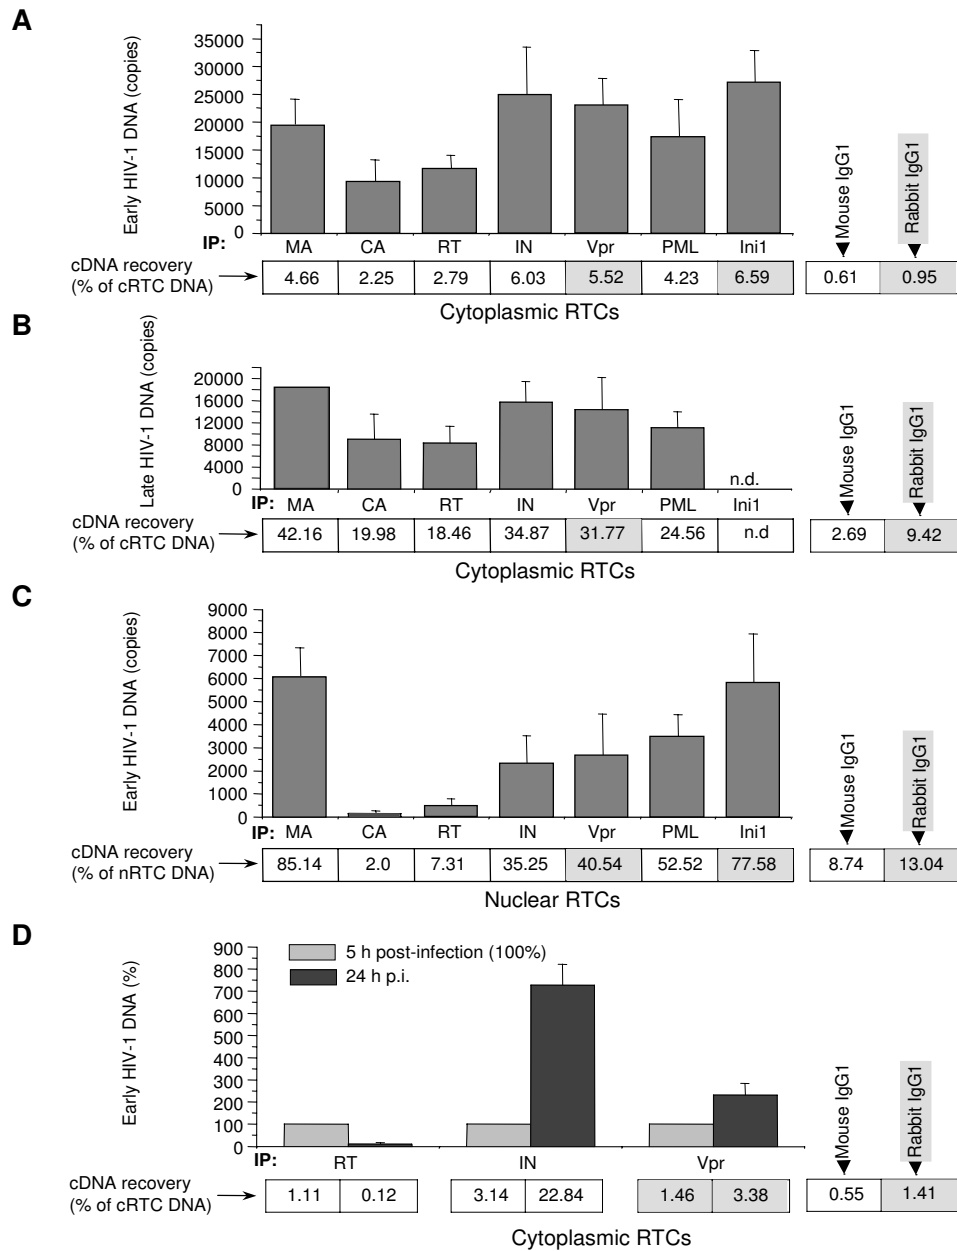 A
Early HIV-1 DNA (copies)
35000
30000
25000
20000
15000
10000
5000
0
IP: MA CA RT IN Vpr PML Ini1
Mouse IgG1
Rabbit IgG1
cDNA recovery
(% of cRTC DNA)
4.66 2.25 2.79 6.03 5.52 4.23 6.59 0.61 0.95
Cytoplasmic RTCs
B
Late HIV-1 DNA (copies)
20000
16000
12000
8000
4000
0
n.d.
IP: MA CA RT IN Vpr PML Ini1
Mouse IgG1
Rabbit IgG1
cDNA recovery
(% of cRTC DNA)
42.16 19.98 18.46 34.87 31.77 24.56 n.d 2.69 9.42
Cytoplasmic RTCs
C
Early HIV-1 DNA (copies)
9000
8000
7000
6000
5000
4000
3000
2000
1000
0
IP: MA CA RT IN Vpr PML Ini1
Mouse IgG1
Rabbit IgG1
cDNA recovery
(% of nRTC DNA)
85.14 2.0 7.31 35.25 40.54 52.52 77.58 8.74 13.04
Nuclear RTCs
D
Early HIV-1 DNA (%)
900
800
700
600
500
400
300
200
100
0
5 h post-infection (100%)
24 h p.i.
IP: RT IN Vpr
Mouse IgG1
Rabbit IgG1
cDNA recovery
(% of cRTC DNA)
1.11 0.12 3.14 22.84 1.46 3.38 0.55 1.41
Cytoplasmic RTCs